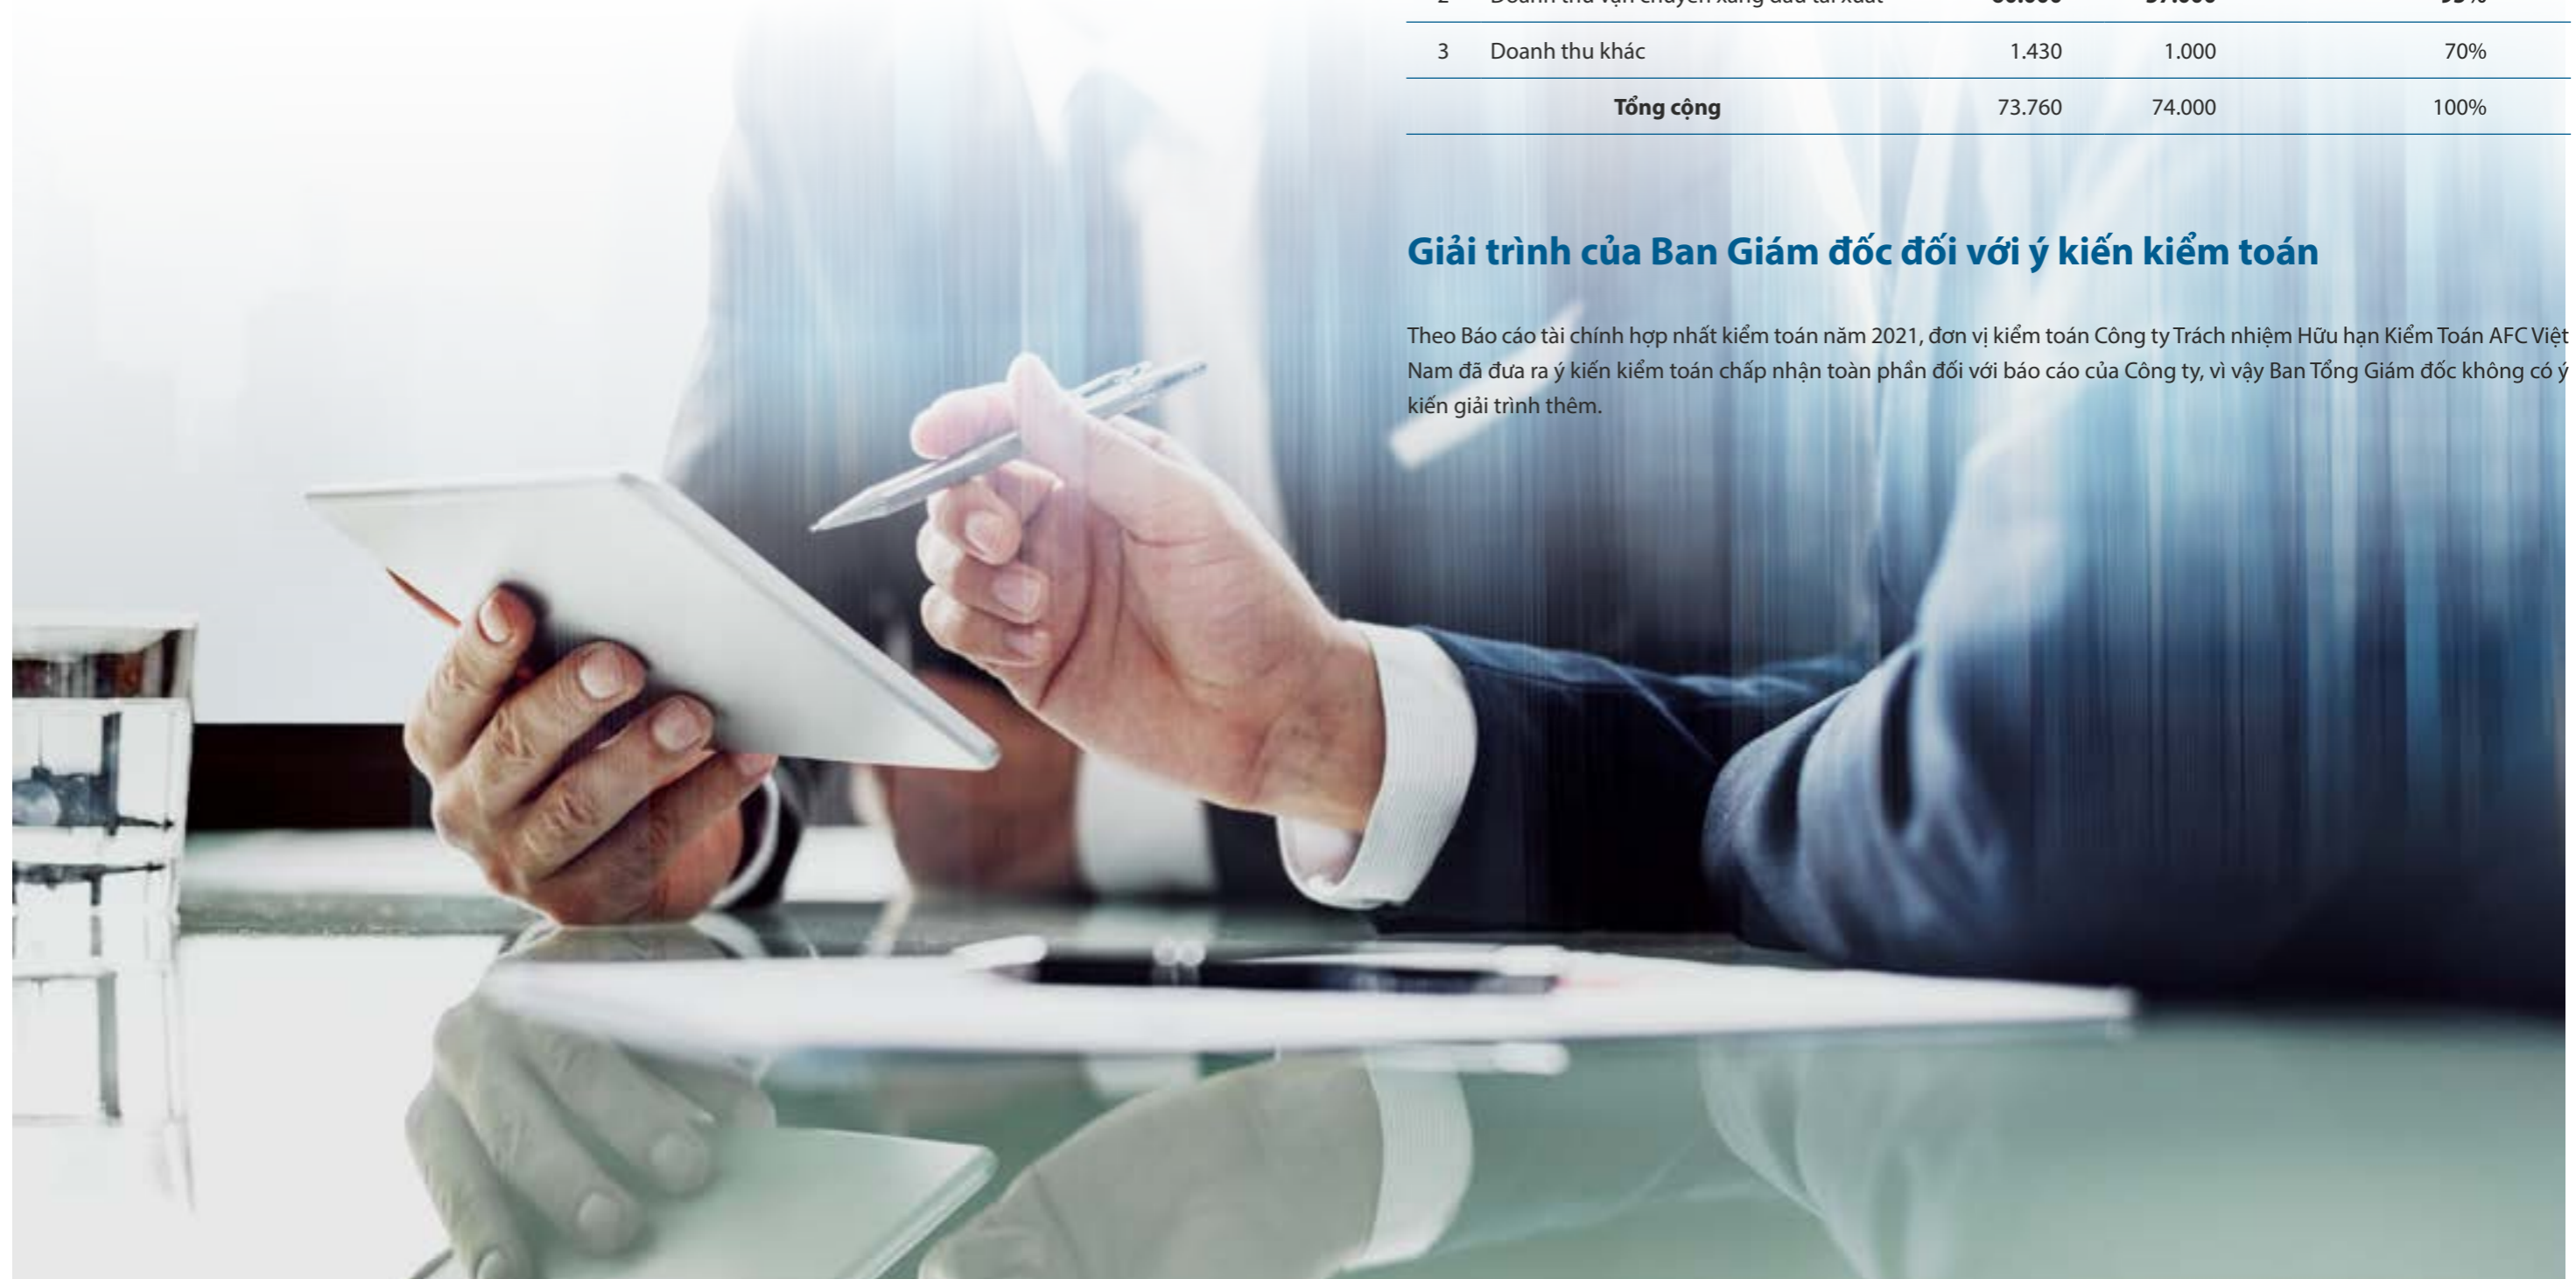 3 Doanh thu khác 1.430 1.000 70%
Tổng cộng 73.760 74.000 100%
Giải trình của Ban Giám đốc đối với ý kiến kiểm toán
Theo Báo cáo tài chính hợp nhất kiểm toán năm 2021, đơn vị kiểm toán Công ty Trách nhiệm Hữu hạn Kiểm Toán AFC Việt
Nam đã đưa ra ý kiến kiểm toán chấp nhận toàn phần đối với báo cáo của Công ty, vì vậy Ban Tổng Giám đốc không có ý
kiến giải trình thêm.